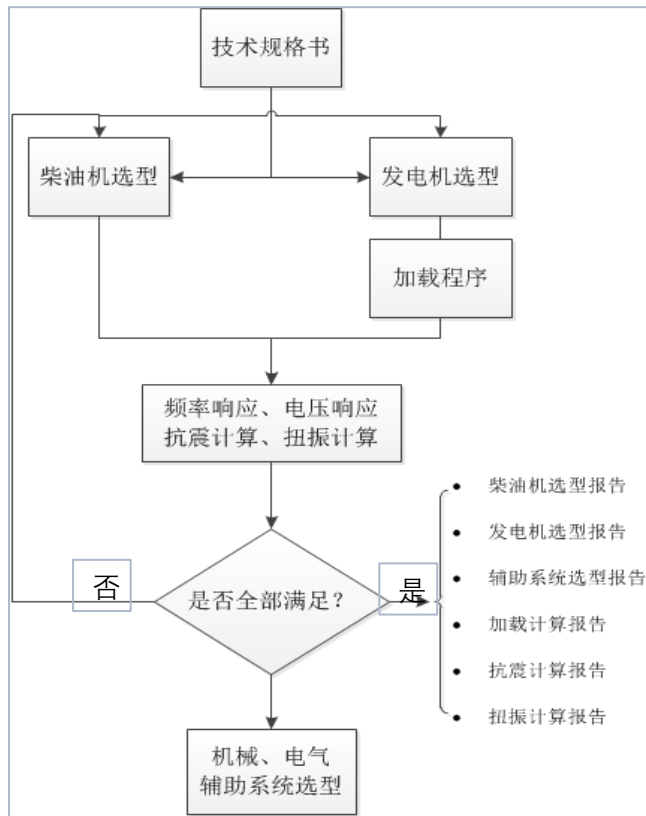 技术规格书
柴油机选型
发电机选型
加载程序
频率响应、电压响应
抗震计算、扭振计算
是否全部满足？
否
是
• 柴油机选型报告
• 发电机选型报告
• 辅助系统选型报告
• 加载计算报告
• 抗震计算报告
• 扭振计算报告
机械、电气
辅助系统选型